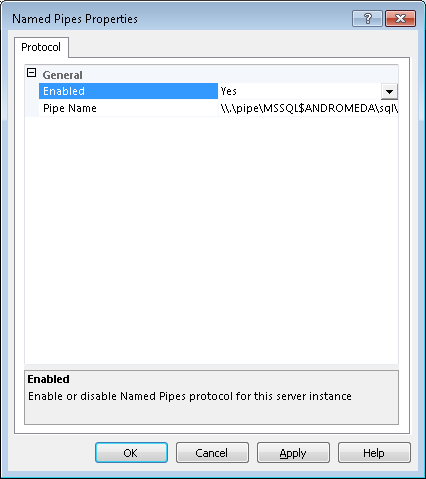 Named Pipes Properties
Protocol
General
Enabled Yes
Pipe Name \\.\pipe\MSSQL$ANDROMEDA\sql\
Enabled
Enable or disable Named Pipes protocol for this server instance
OK Cancel Apply Help